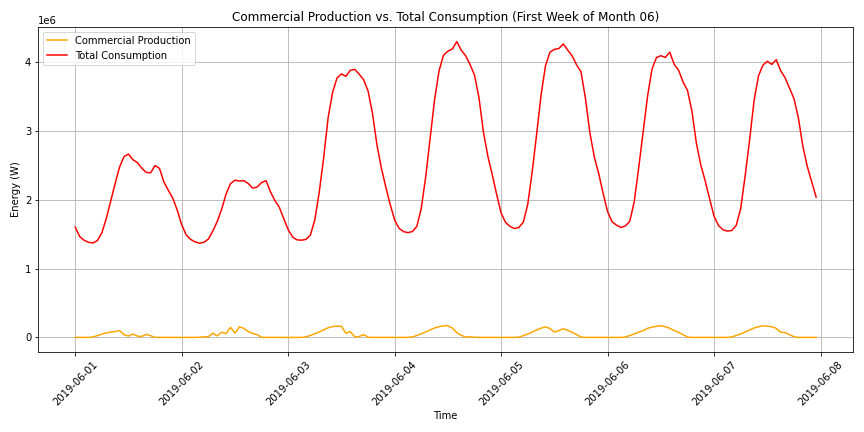 Commercial Production vs. Total Consumption (First Week of Month 06)
1e6
Commercial Production
Total Consumption
4
3
2
1
0
Energy (W)
2019-06-01
2019-06-02
2019-06-03
2019-06-04
2019-06-05
2019-06-06
2019-06-07
2019-06-08
Time